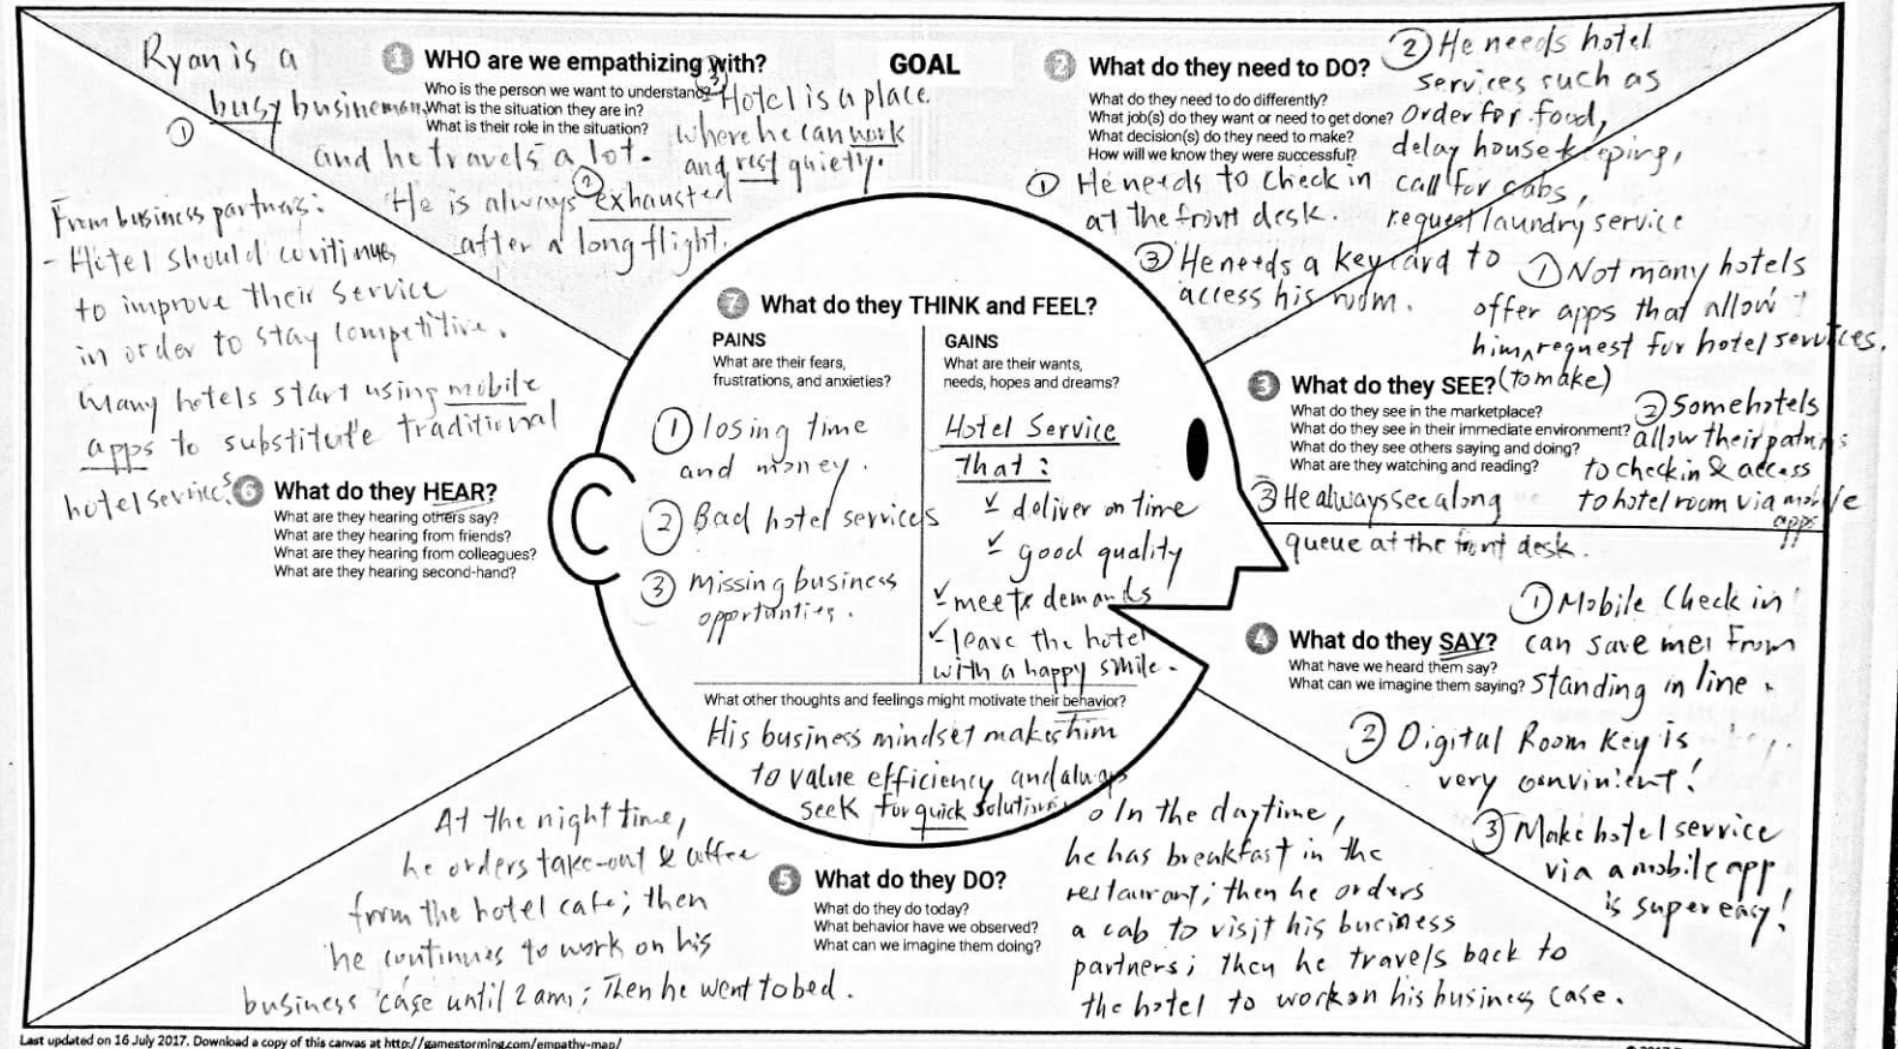 GOAL
1 WHO are we empathizing with?
Who is the person we want to understand?
What is the situation they are in?
What is their role in the situation?
① Ryan is a
busy businessman
and he travels a lot.
② He is always exhausted
after a long flight.
③ Hotel is a place
where he can work
and rest quietly.
2 What do they need to DO?
What do they need to do differently?
What job(s) do they want or need to get done?
What decision(s) do they need to make?
How will we know they were successful?
① He needs to check in
at the front desk.
② He needs hotel
services such as
order for food,
delay housekeeping,
call for cabs,
request laundry service
③ He needs a key card to
access his room.
3 What do they SEE?
What do they see in the marketplace?
What do they see in their immediate environment?
What do they see others saying and doing?
What are they watching and reading?
① Not many hotels
offer apps that allow
him ^ request for hotel services.
(to make)
② Some hotels
allow their patrons
to check in & access
to hotel room via mobile
apps
③ He always see along
queue at the front desk.
4 What do they SAY?
What have we heard them say?
What can we imagine them saying?
① Mobile Check in
can save me from
standing in line.
② Digital Room Key is
very convinient!
③ Make hotel service
via a mobile app
is super easy!
5 What do they DO?
What do they do today?
What behavior have we observed?
What can we imagine them doing?
o In the daytime,
he has breakfast in the
restaurant; then he orders
a cab to visit his business
partners; then he travels back to
the hotel to work on his business case.
At the night time,
he orders take-out & coffee
from the hotel cafe; then
he continues to work on his
business case until 2 am; Then he went to bed.
6 What do they HEAR?
What are they hearing others say?
What are they hearing from friends?
What are they hearing from colleagues?
What are they hearing second-hand?
From business partners:
- Hotel should continue
to improve their service
in order to stay competitive.
Many hotels start using mobile
apps to substitute traditional
hotel services.
7 What do they THINK and FEEL?
PAINS
What are their fears,
frustrations, and anxieties?
① losing time
and money.
② Bad hotel services
③ Missing business
opportunities.
GAINS
What are their wants,
needs, hopes and dreams?
Hotel Service
That:
✓ deliver on time
✓ good quality
✓ meets demands
✓ leave the hotel
with a happy smile.
What other thoughts and feelings might motivate their behavior?
His business mindset makes him
to value efficiency and always
seek for quick solutions
Last updated on 16 July 2017. Download a copy of this canvas at http://gamestorming.com/empathy-map/